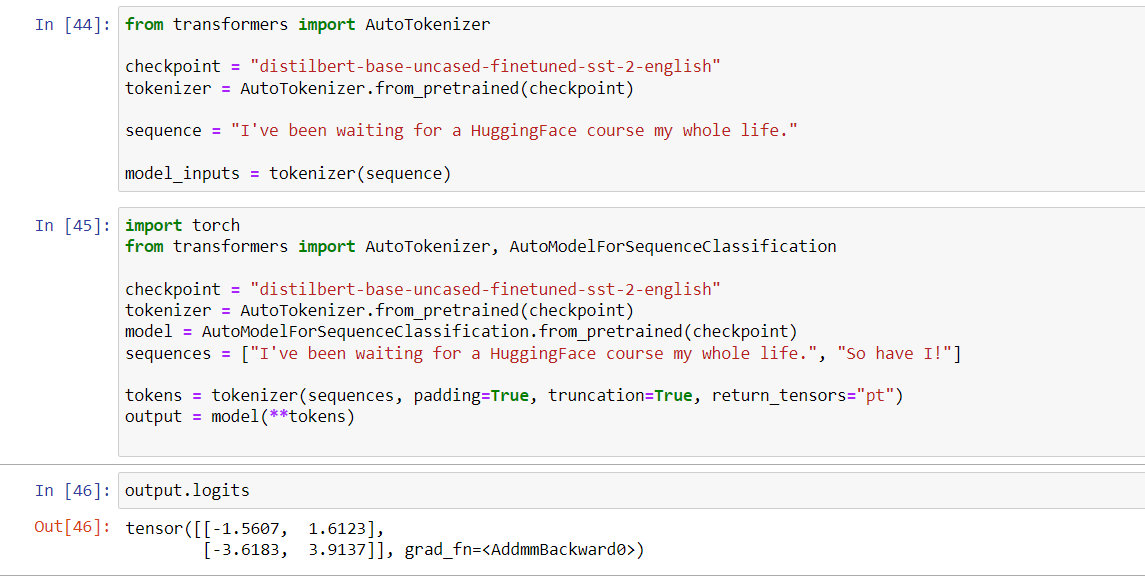 In [44]: from transformers import AutoTokenizer
checkpoint = "distilbert-base-uncased-finetuned-sst-2-english"
tokenizer = AutoTokenizer.from_pretrained(checkpoint)
sequence = "I've been waiting for a HuggingFace course my whole life."
model_inputs = tokenizer(sequence)
In [45]: import torch
from transformers import AutoTokenizer, AutoModelForSequenceClassification
checkpoint = "distilbert-base-uncased-finetuned-sst-2-english"
tokenizer = AutoTokenizer.from_pretrained(checkpoint)
model = AutoModelForSequenceClassification.from_pretrained(checkpoint)
sequences = ["I've been waiting for a HuggingFace course my whole life.", "So have I!"]
tokens = tokenizer(sequences, padding=True, truncation=True, return_tensors="pt")
output = model(**tokens)
In [46]: output.logits
Out[46]: tensor([[-1.5607,  1.6123],
[-3.6183,  3.9137]], grad_fn=<AddmmBackward0>)